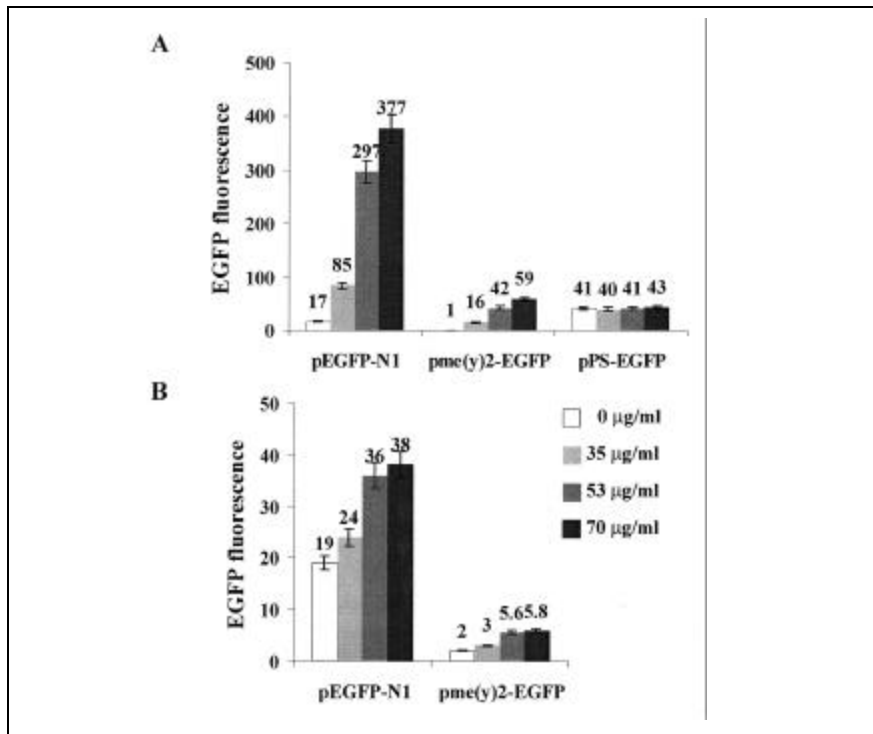 A
EGFP fluorescence
500
400
300
200
100
0
17
85
297
377
1
16
42
59
41
40
41
43
pEGFP-N1
pme(y)2-EGFP
pPS-EGFP
B
EGFP fluorescence
50
40
30
20
10
0
19
24
36
38
2
3
5.6
5.8
0 µg/ml
35 µg/ml
53 µg/ml
70 µg/ml
pEGFP-N1
pme(y)2-EGFP